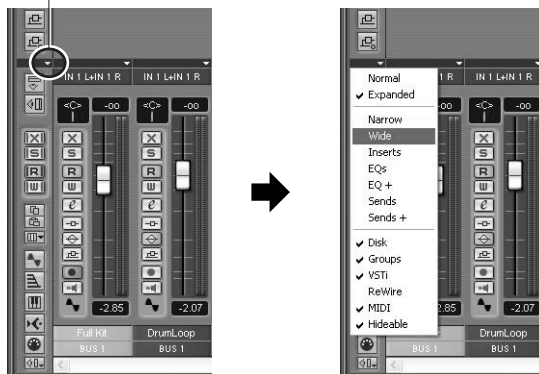 IN 1 L+IN 1 R IN 1 L+IN 1 R
<C> -oo <C> -oo
X X
S S
R R
W W
e e
X
S
R
W
-2.85 -2.07
Full Kit DrumLoop
BUS 1 BUS 1
1 R IN 1 L+IN 1 R
Normal
Expanded
Narrow
Wide
Inserts
EQs
EQ +
Sends
Sends +
Disk
Groups
VSTi
ReWire
MIDI
Hideable
-oo <C> -oo
X
S
R
W
e
2.85 -2.07
DrumLoop
BUS 1 BUS 1